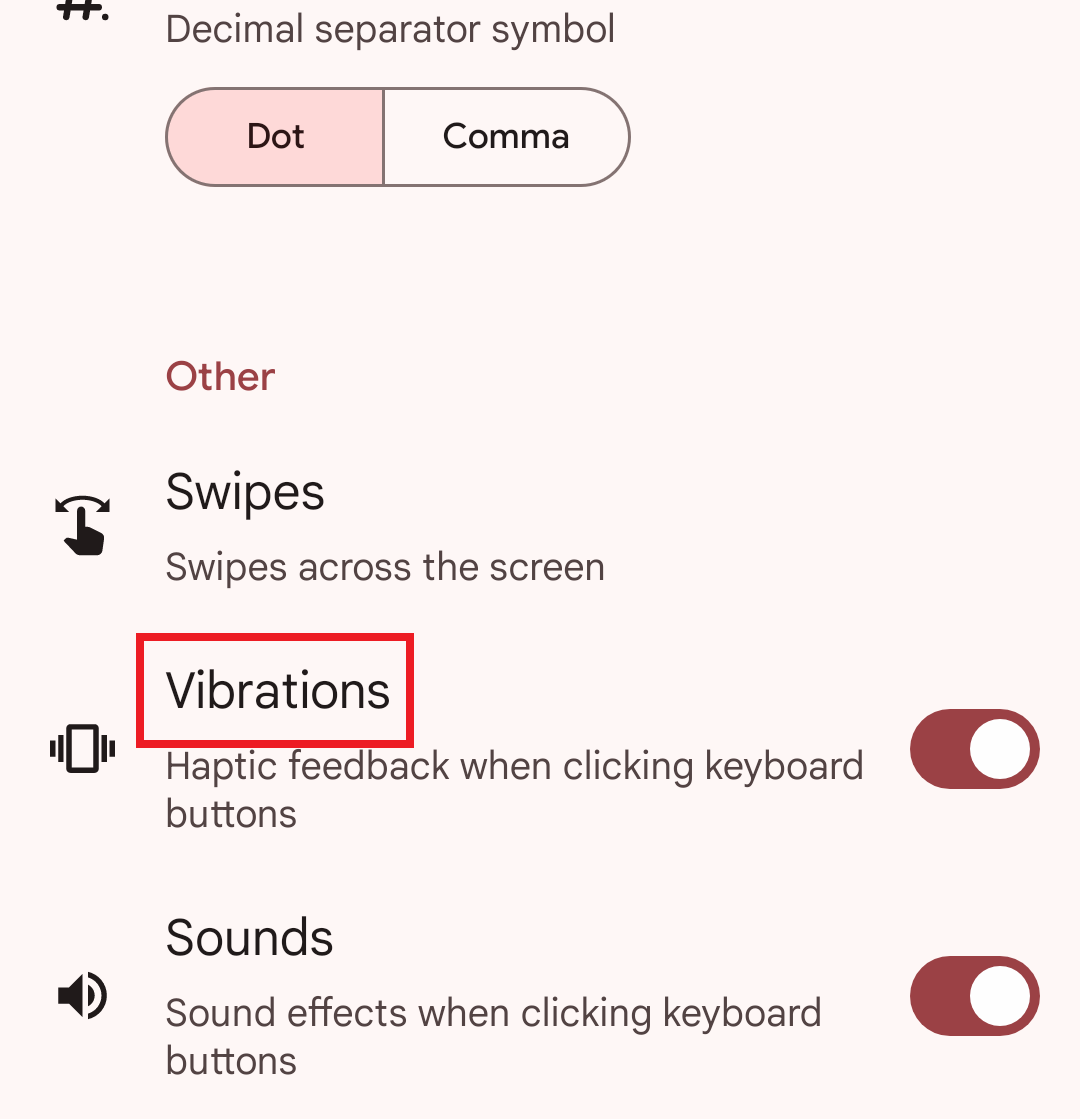 Decimal separator symbol
Dot
Comma
Other
Swipes
Swipes across the screen
Vibrations
Haptic feedback when clicking keyboard
buttons
Sounds
Sound effects when clicking keyboard
buttons